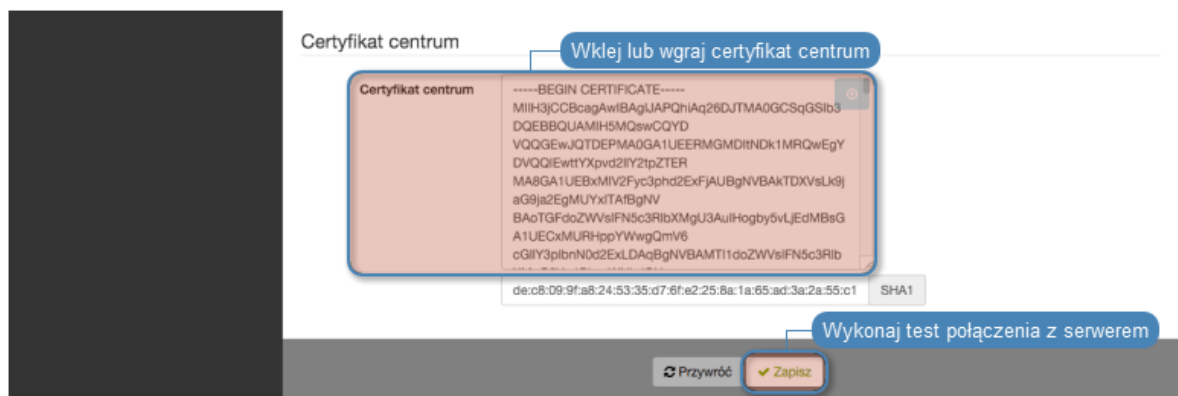 Certyfikat centrum
Wklej lub wgraj certyfikat centrum
Certyfikat centrum
-----BEGIN CERTIFICATE-----
MIIH3jCCBcagAwIBAgIJAPQhiAq26DJTMA0GCSqGSIb3
DQEBBQUAMIH5MQswCQYD
VQQGEwJQTDEPMA0GA1UEERMGMDItNDk1MRQwEgY
DVQQIEwttYXpvd2llY2tpZTER
MA8GA1UEBxMIV2Fyc3phd2ExFjAUBgNVBAkTDXVsLk9j
aG9ja2EgMUYxITAfBgNV
BAoTGFdoZWVsIFN5c3RlbXMgU3AuIHogby5vLjEdMBsG
A1UECxMURHppYWwgQmV6
cGllY3plbnN0d2ExLDAqBgNVBAMTI1doZWVsIFN5c3Rlb
de:c8:09:9f:a8:24:53:35:d7:6f:e2:25:8a:1a:65:ad:3a:2a:55:c1 SHA1
Wykonaj test połączenia z serwerem
Przywróć Zapisz